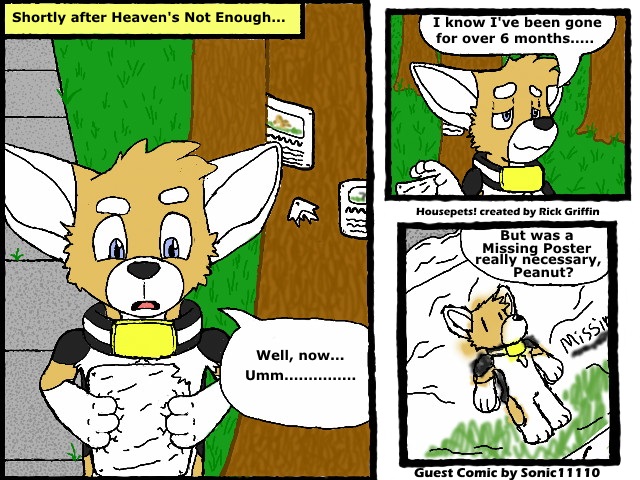 Shortly after Heaven's Not Enough...
Well, now...
Umm...............
I know I've been gone
for over 6 months.....
Housepets! created by Rick Griffin
But was a
Missing Poster
really necessary,
Peanut?
Missin
Guest Comic by Sonic11110